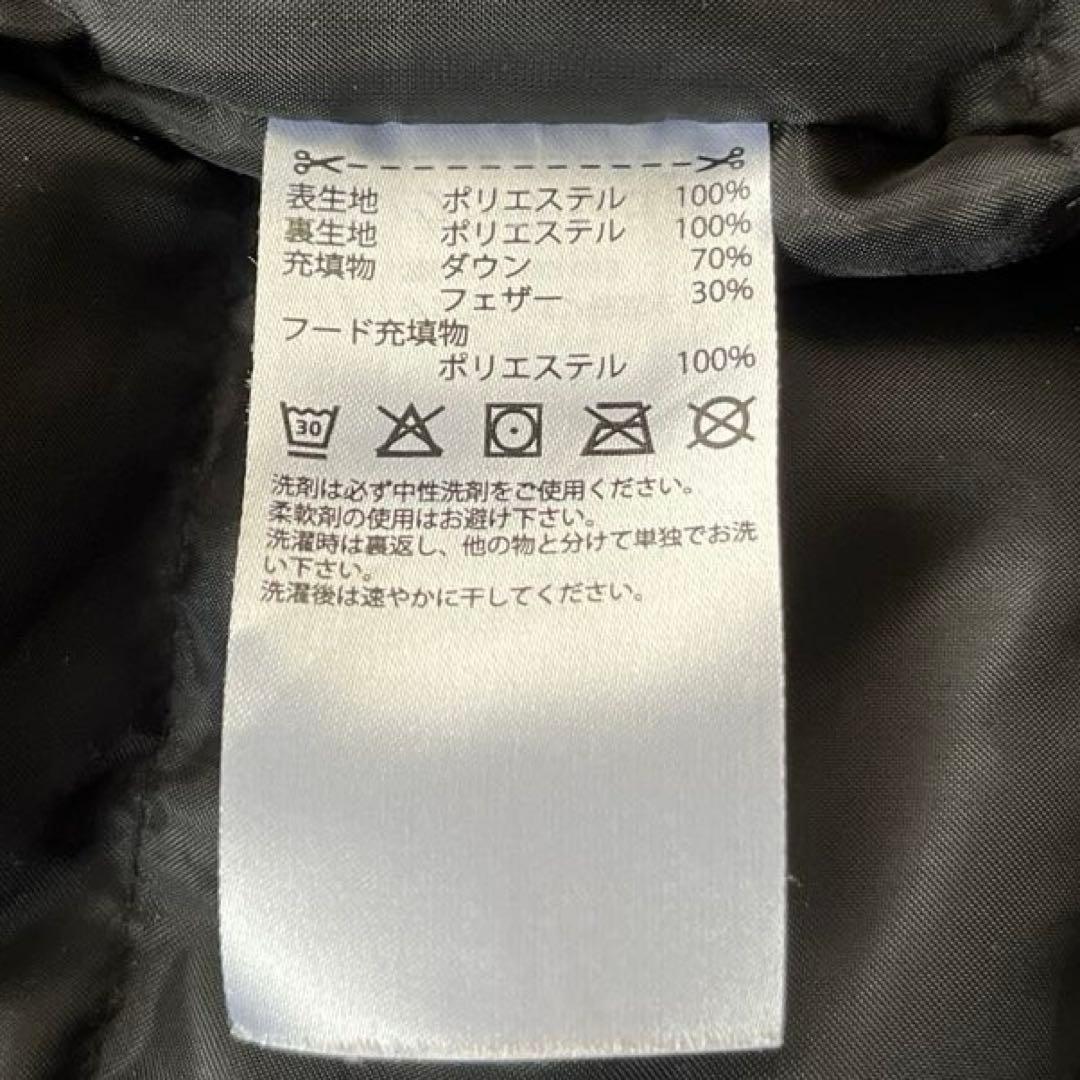 表生地 ポリエステル 100%
裏生地 ポリエステル 100%
充填物 ダウン 70%
フェザー 30%
フード充填物
ポリエステル 100%
30
洗剤は必ず中性洗剤をご使用ください。
柔軟剤の使用はお避け下さい。
洗濯時は裏返し、他の物と分けて単独でお洗
い下さい。
洗濯後は速やかに干してください。